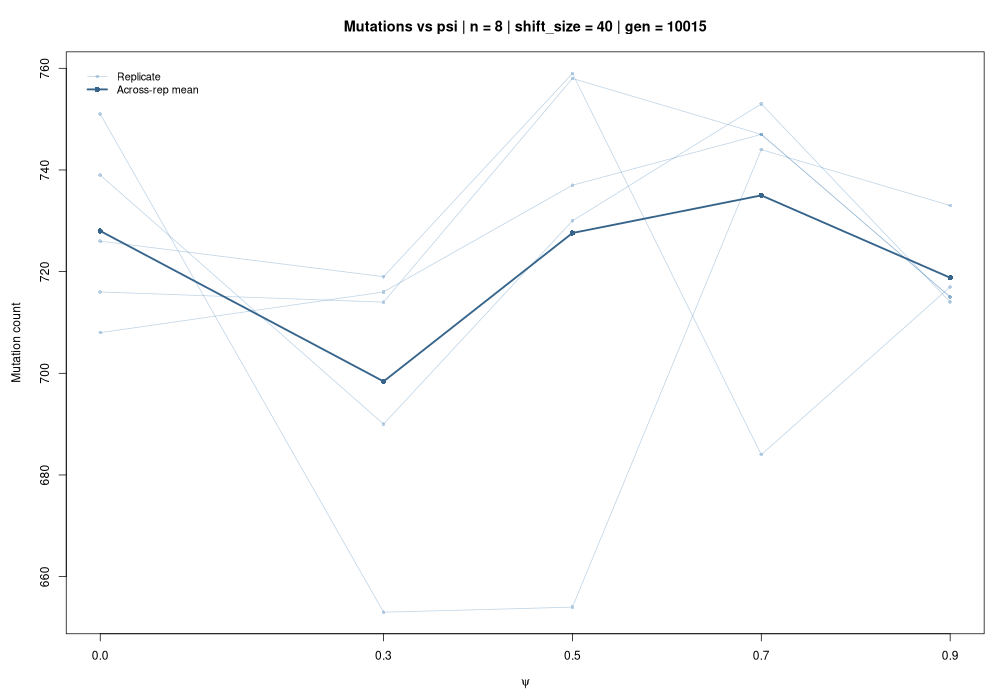 Mutations vs psi | n = 8 | shift_size = 40 | gen = 10015
Replicate
Across-rep mean
Mutation count
760
740
720
700
680
660
0.0 0.3 0.5 0.7 0.9
ψ